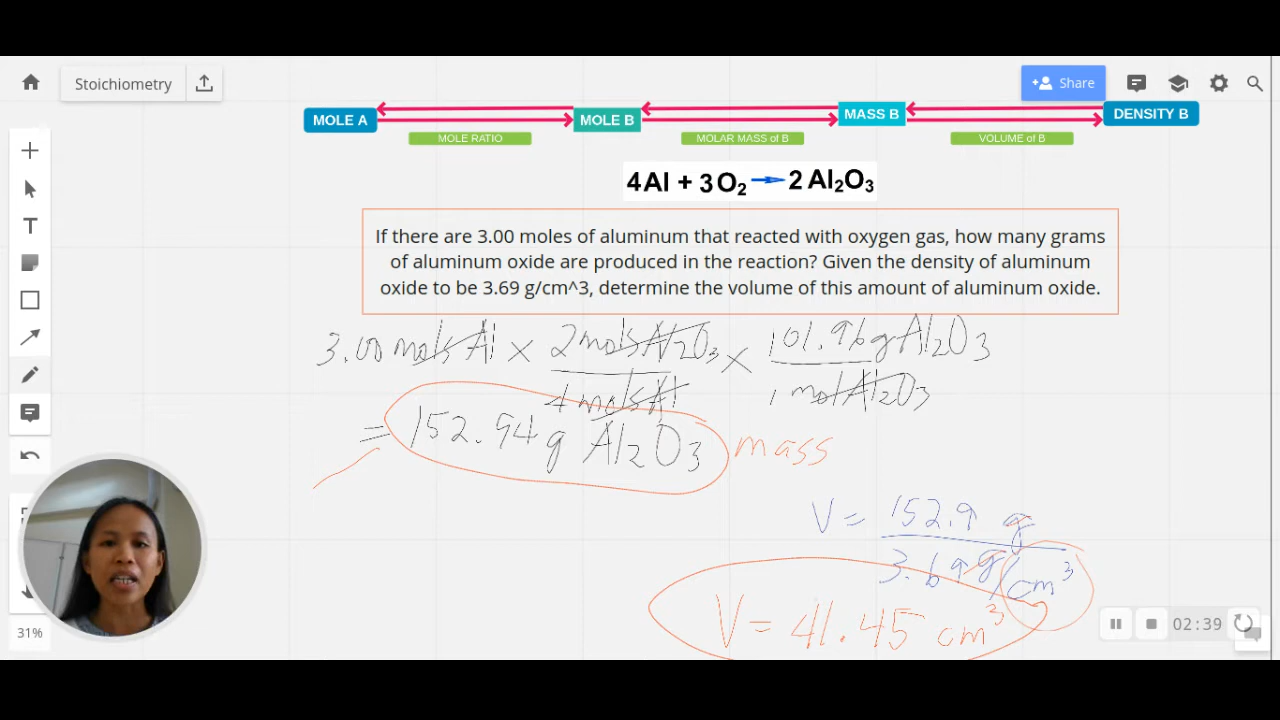 Stoichiometry
Share
MOLE A
MOLE B
MASS B
DENSITY B
MOLE RATIO
MOLAR MASS of B
VOLUME of B
4Al + 3O₂ → 2Al₂O₃
If there are 3.00 moles of aluminum that reacted with oxygen gas, how many grams
of aluminum oxide are produced in the reaction? Given the density of aluminum
oxide to be 3.69 g/cm^3, determine the volume of this amount of aluminum oxide.
3.00 mols Al × 2 mols Al₂O₃ × 101.96 g Al₂O₃
4 mols Al 1 mol Al₂O₃
= 152.94 g Al₂O₃ mass
V = 152.9 g
3.69 g/cm³
V = 41.45 cm³
31%
02:39
T